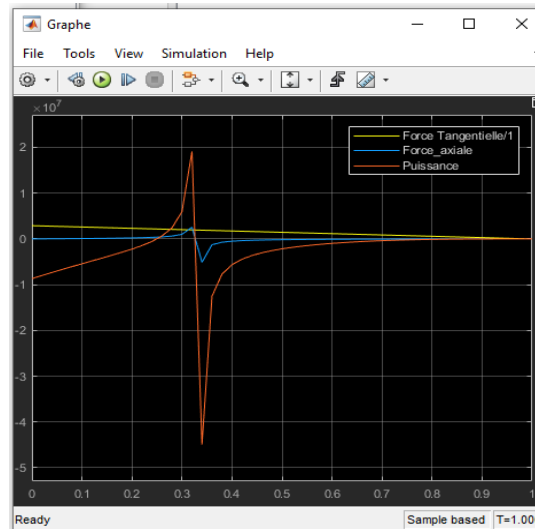 Graphe
File Tools View Simulation Help
×10⁷
Force Tangentielle/1
Force_axiale
Puissance
2
1
0
-1
-2
-3
-4
-5
0 0.1 0.2 0.3 0.4 0.5 0.6 0.7 0.8 0.9 1
Ready Sample based T=1.00